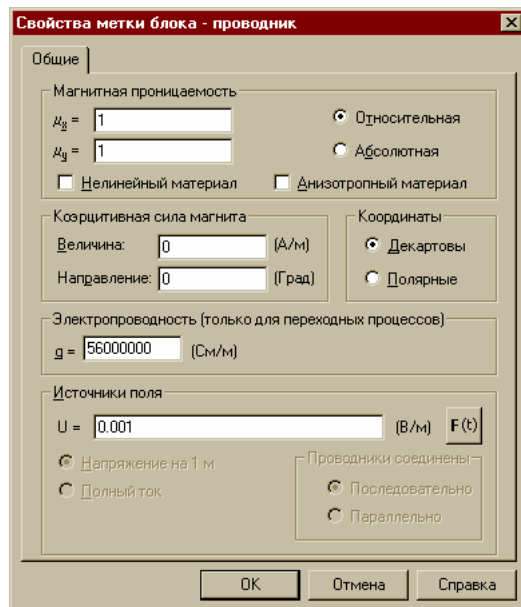 Свойства метки блока - проводник
Общие
Магнитная проницаемость
μx = 1
Относительная
μy = 1
Абсолютная
Нелинейный материал Анизотропный материал
Коэрцитивная сила магнита
Координаты
Величина: 0 (А/м)
Декартовы
Направление: 0 (Град)
Полярные
Электропроводность (только для переходных процессов)
g = 56000000 (См/м)
Источники поля
U = 0.001 (В/м) F(t)
Напряжение на 1 м
Проводники соединены
Полный ток
Последовательно
Параллельно
OK Отмена Справка